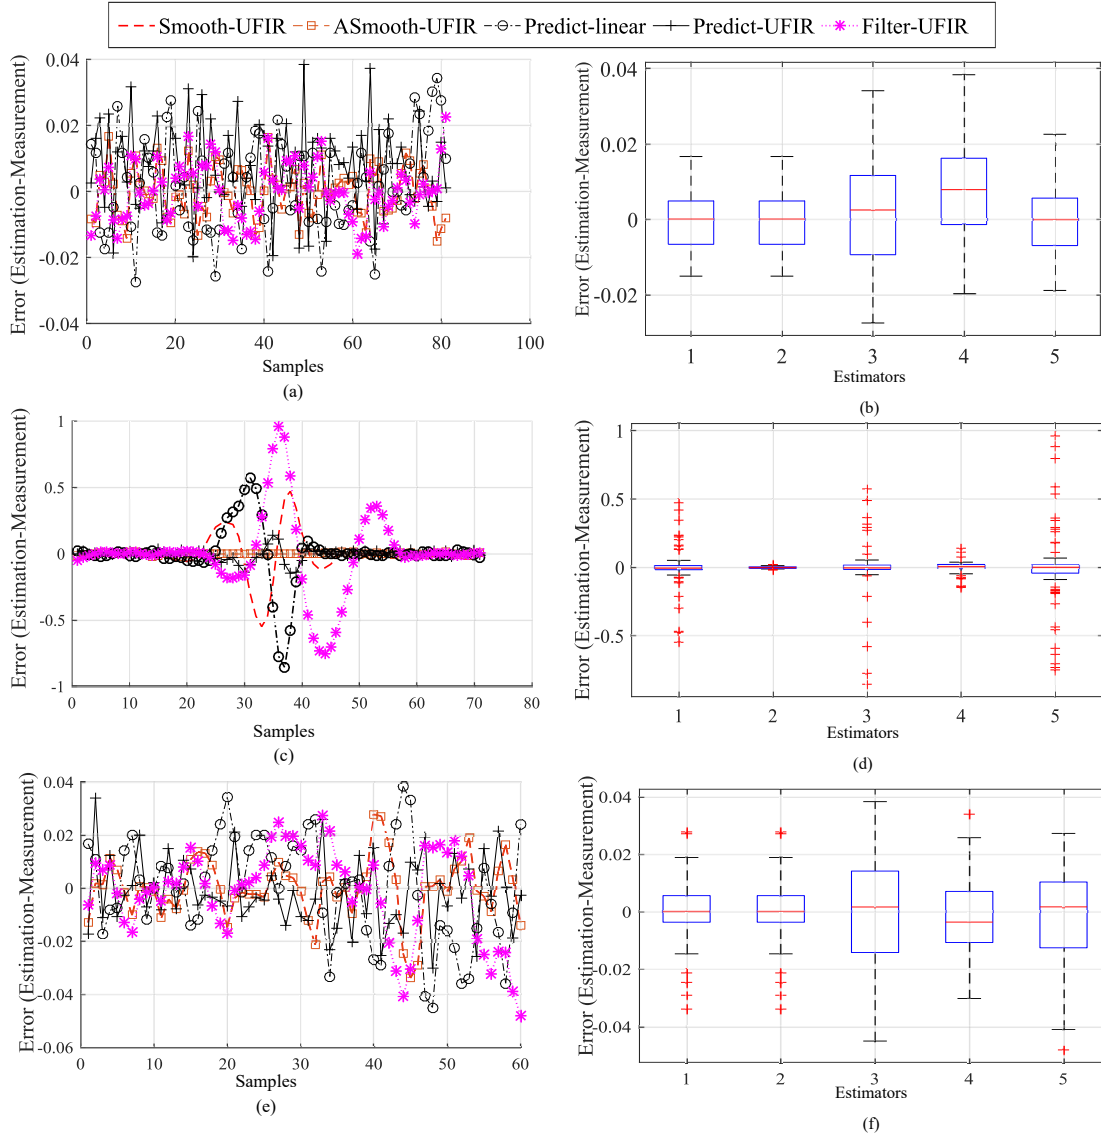 Smooth-UFIR ASmooth-UFIR Predict-linear Predict-UFIR Filter-UFIR
Error (Estimation-Measurement)
0.04
0.02
0
-0.02
-0.04
0 20 40 60 80 100
Samples
(a)
Error (Estimation-Measurement)
0.04
0.02
0
-0.02
1 2 3 4 5
Estimators
(b)
Error (Estimation-Measurement)
1
0.5
0
-0.5
-1
0 10 20 30 40 50 60 70 80
Samples
(c)
Error (Estimation-Measurement)
1
0.5
0
-0.5
1 2 3 4 5
Estimators
(d)
Error (Estimation-Measurement)
0.04
0.02
0
-0.02
-0.04
-0.06
0 10 20 30 40 50 60
Samples
(e)
Error (Estimation-Measurement)
0.04
0.02
0
-0.02
-0.04
1 2 3 4 5
Estimators
(f)